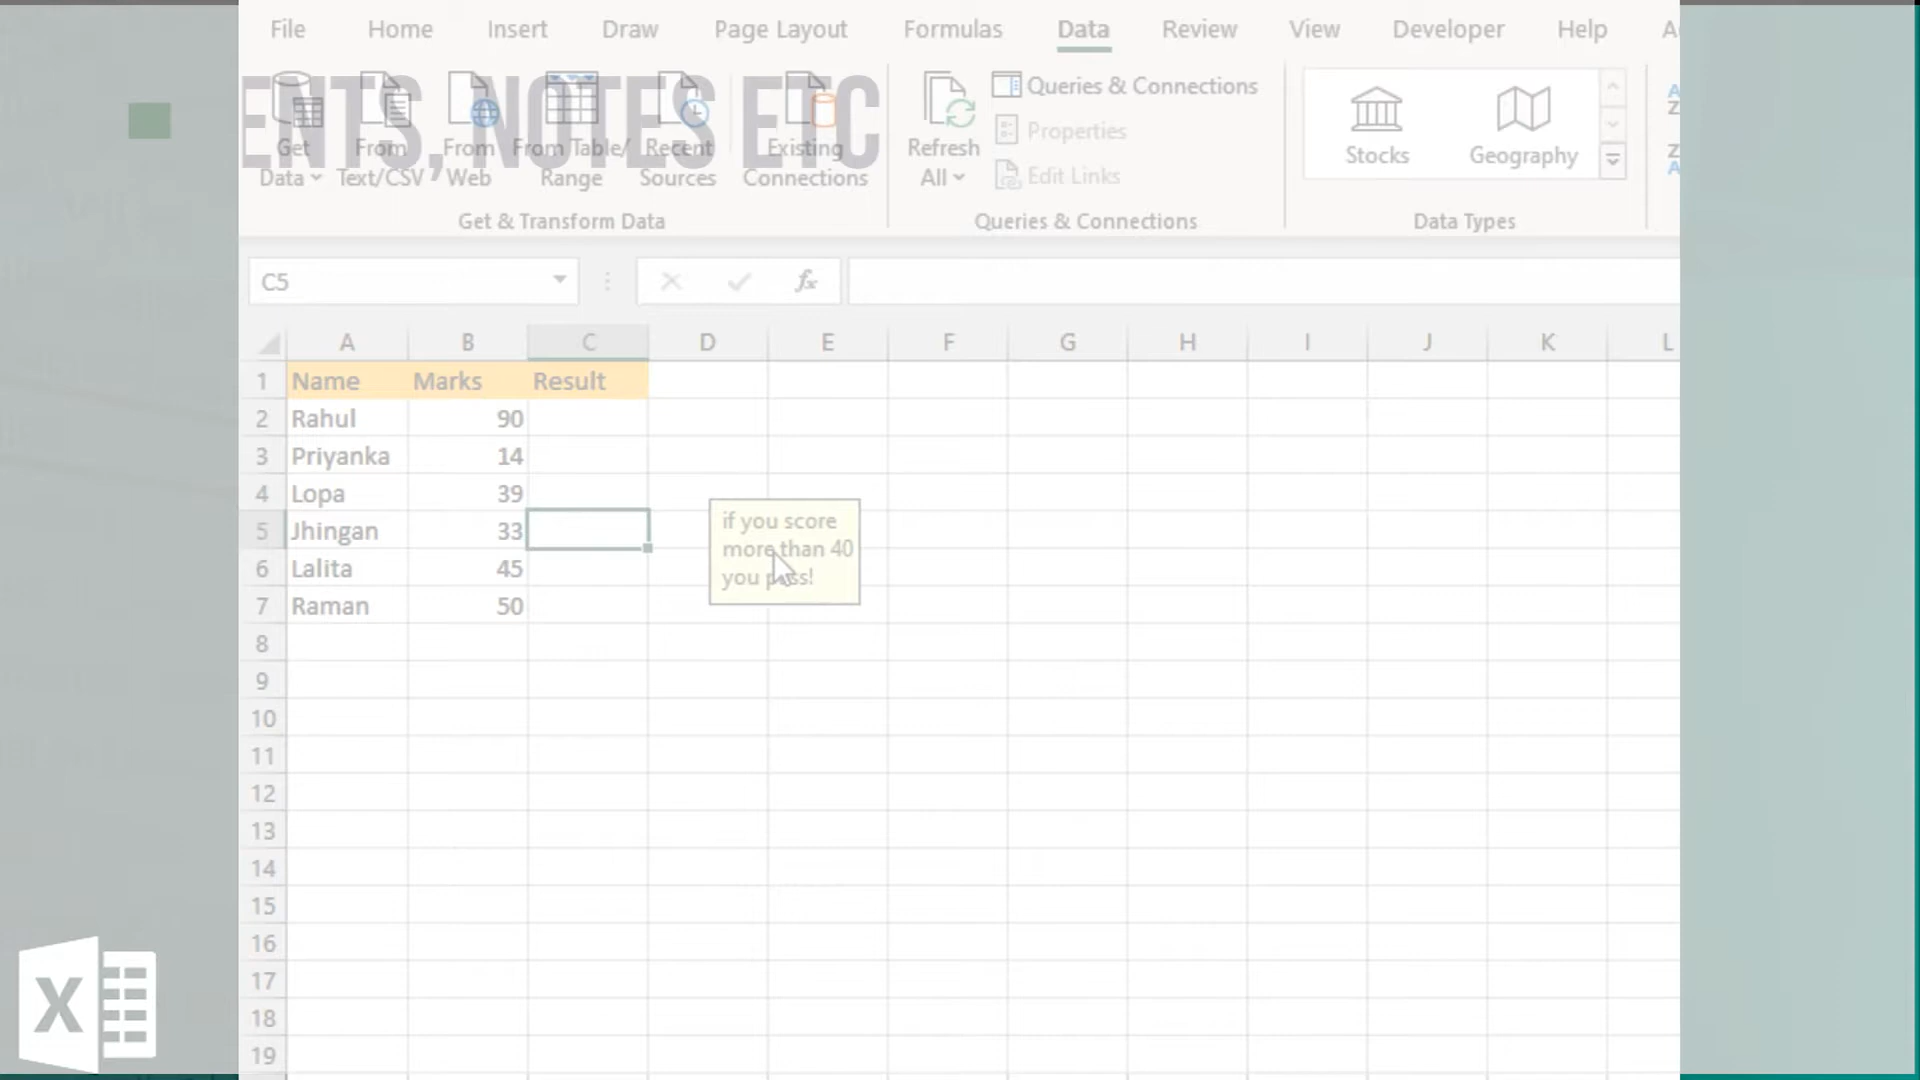 File Home Insert Draw Page Layout Formulas Data Review View Developer Help
ENTS, NOTES ETC
Queries & Connections
Properties
Edit Links
Get Data
From Text/CSV
From Web
From Table/ Range
Recent Sources
Existing Connections
Refresh All
Stocks
Geography
Get & Transform Data
Queries & Connections
Data Types
C5
fx
A B C D E F G H I J K L
1 Name Marks Result
2 Rahul 90
3 Priyanka 14
4 Lopa 39
5 Jhingan 33
6 Lalita 45
7 Raman 50
if you score
more than 40
you pass!
8
9
10
11
12
13
14
15
16
17
18
19
X